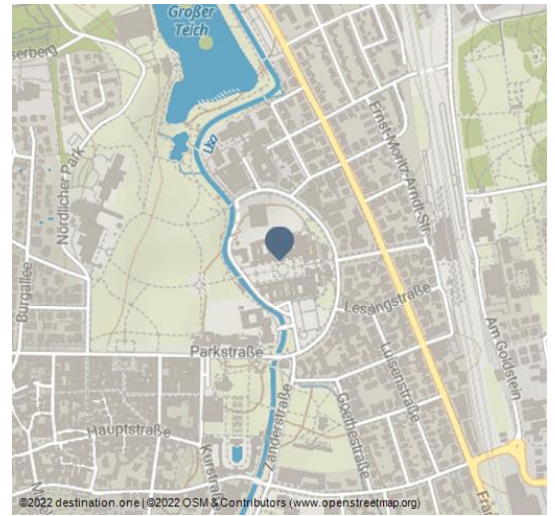 Großer
Teich
Nördlicher Park
Burgallee
Usa
Ernst-Moritz-Arndt-Str.
Lessingstraße
Am Goldstein
Parkstraße
Luisenstraße
Goethestraße
Zanderstraße
Hauptstraße
Kurstra
©2022 destination.one | ©2022 OSM & Contributors (www.openstreetmap.org)